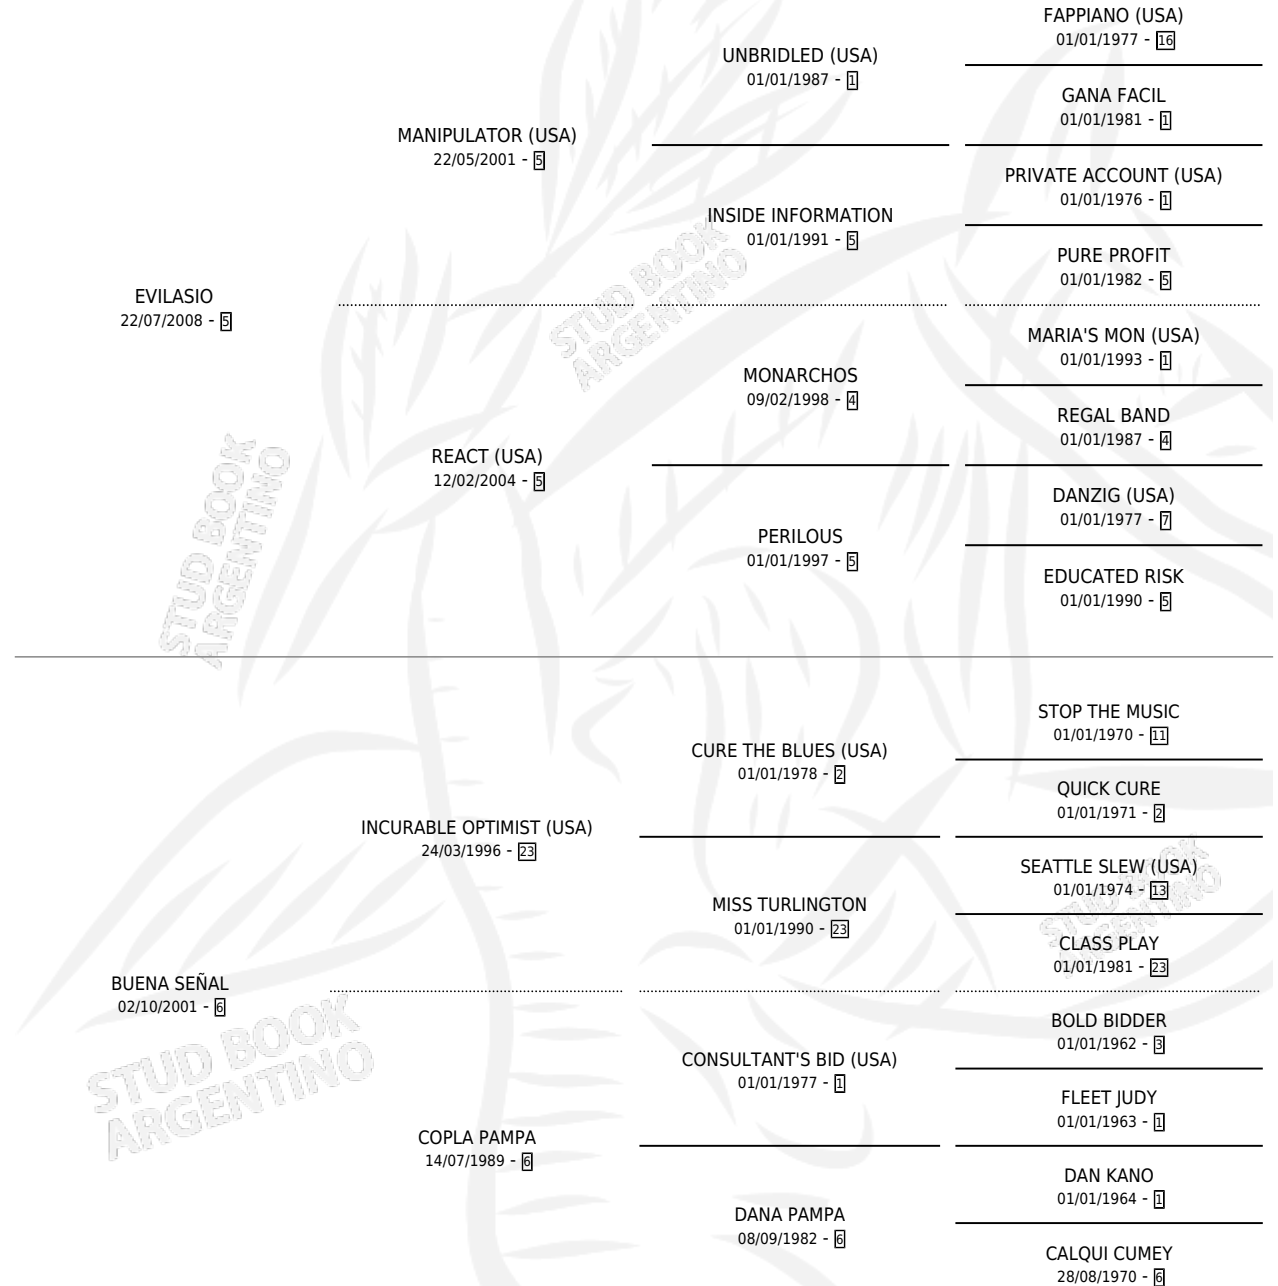 FAPPIANO (USA)
01/01/1977 - 16
UNBRIDLED (USA)
01/01/1987 - 1
GANA FACIL
01/01/1981 - 1
MANIPULATOR (USA)
22/05/2001 - 5
PRIVATE ACCOUNT (USA)
01/01/1976 - 1
INSIDE INFORMATION
01/01/1991 - 5
PURE PROFIT
01/01/1982 - 5
EVILASIO
22/07/2008 - 5
MARIA'S MON (USA)
01/01/1993 - 1
MONARCHOS
09/02/1998 - 4
REGAL BAND
01/01/1987 - 4
REACT (USA)
12/02/2004 - 5
DANZIG (USA)
01/01/1977 - 7
PERILOUS
01/01/1997 - 5
EDUCATED RISK
01/01/1990 - 5
STOP THE MUSIC
01/01/1970 - 11
CURE THE BLUES (USA)
01/01/1978 - 2
QUICK CURE
01/01/1971 - 2
INCURABLE OPTIMIST (USA)
24/03/1996 - 23
SEATTLE SLEW (USA)
01/01/1974 - 13
MISS TURLINGTON
01/01/1990 - 23
CLASS PLAY
01/01/1981 - 23
BUENA SEÑAL
02/10/2001 - 6
BOLD BIDDER
01/01/1962 - 3
CONSULTANT'S BID (USA)
01/01/1977 - 1
FLEET JUDY
01/01/1963 - 1
COPLA PAMPA
14/07/1989 - 6
DAN KANO
01/01/1964 - 1
DANA PAMPA
08/09/1982 - 6
CALQUI CUMEY
28/08/1970 - 6
STUD BOOK
ARGENTINO
STUD BOOK
ARGENTINO
STUD BOOK
ARGENTINO
STUD BOOK
ARGENTINO